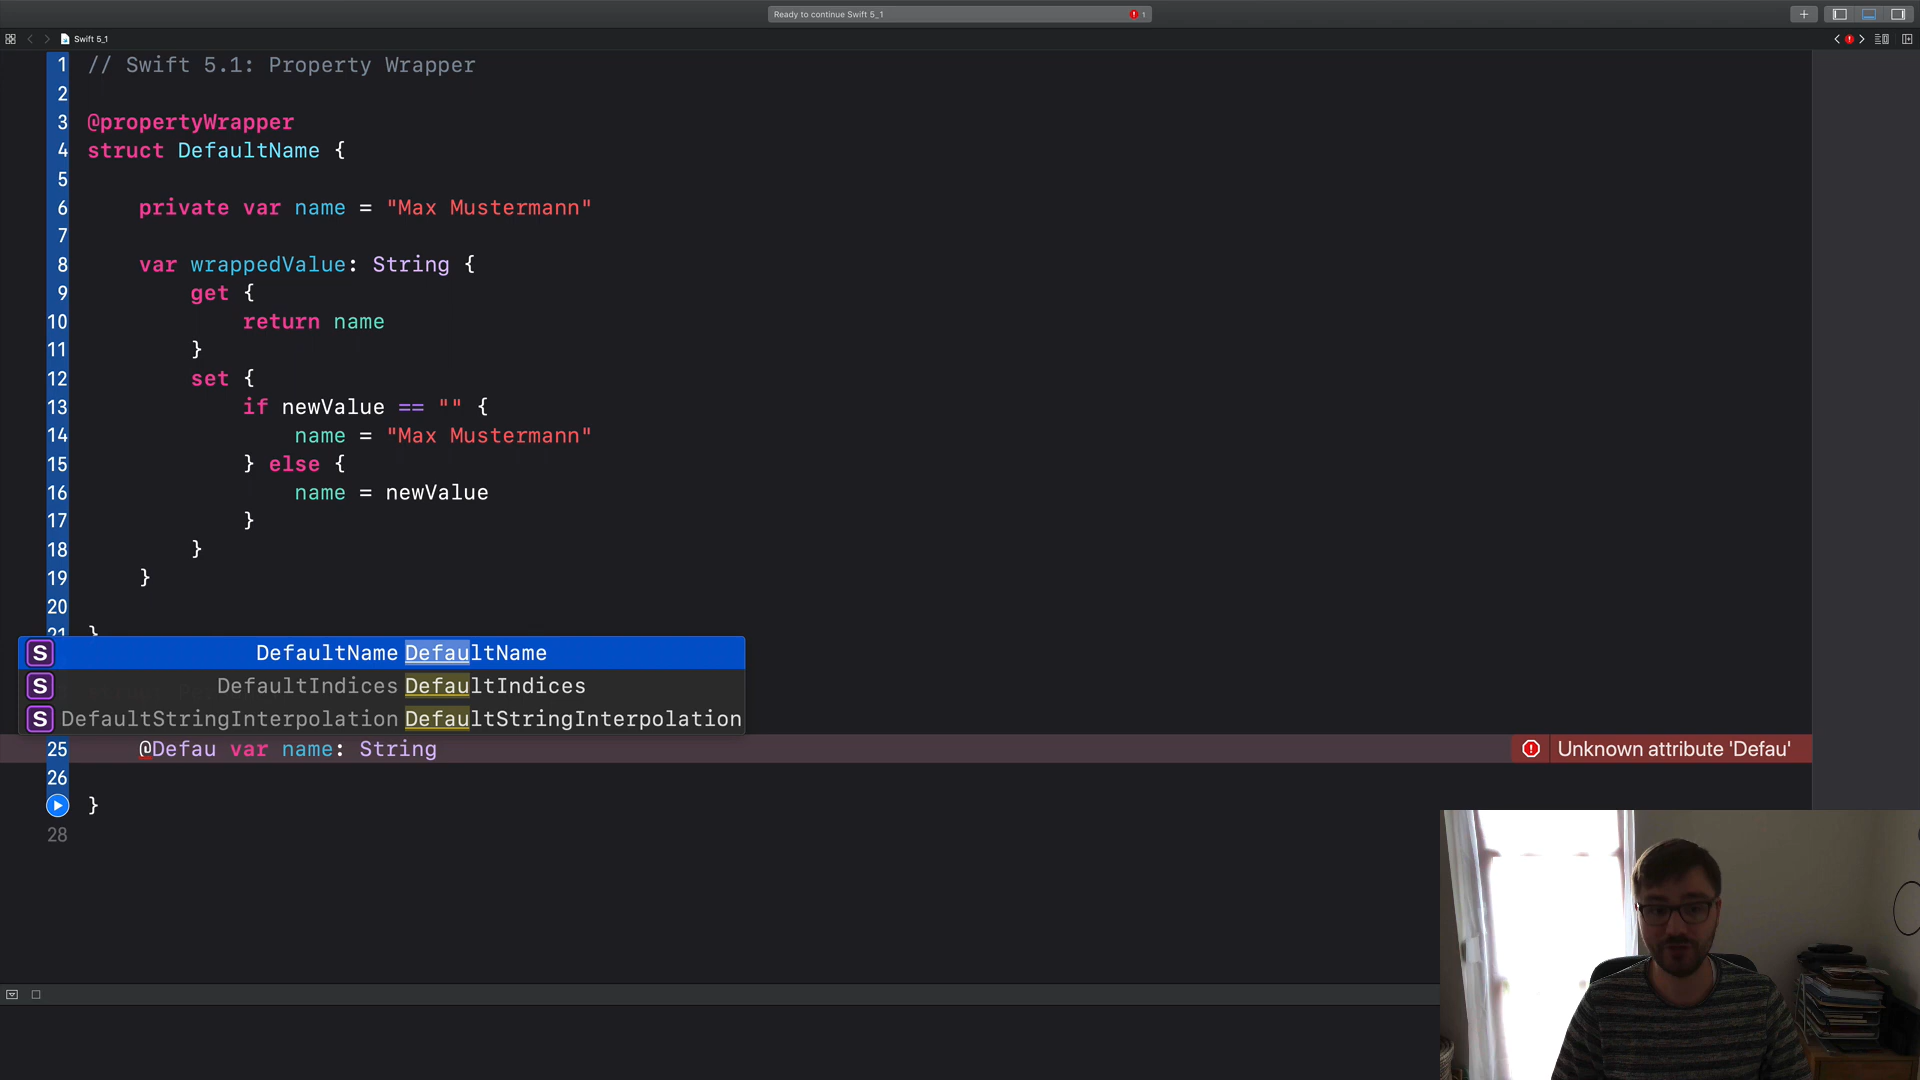 Ready to continue Swift 5_1
1
Swift 5_1
1 // Swift 5.1: Property Wrapper
2
3 @propertyWrapper
4 struct DefaultName {
5
6 private var name = "Max Mustermann"
7
8 var wrappedValue: String {
9 get {
10 return name
11 }
12 set {
13 if newValue == "" {
14 name = "Max Mustermann"
15 } else {
16 name = newValue
17 }
18 }
19 }
20
21 }
S DefaultName DefaultName
S DefaultIndices DefaultIndices
S DefaultStringInterpolation DefaultStringInterpolation
25 @Defau var name: String
Unknown attribute 'Defau'
26
}
28